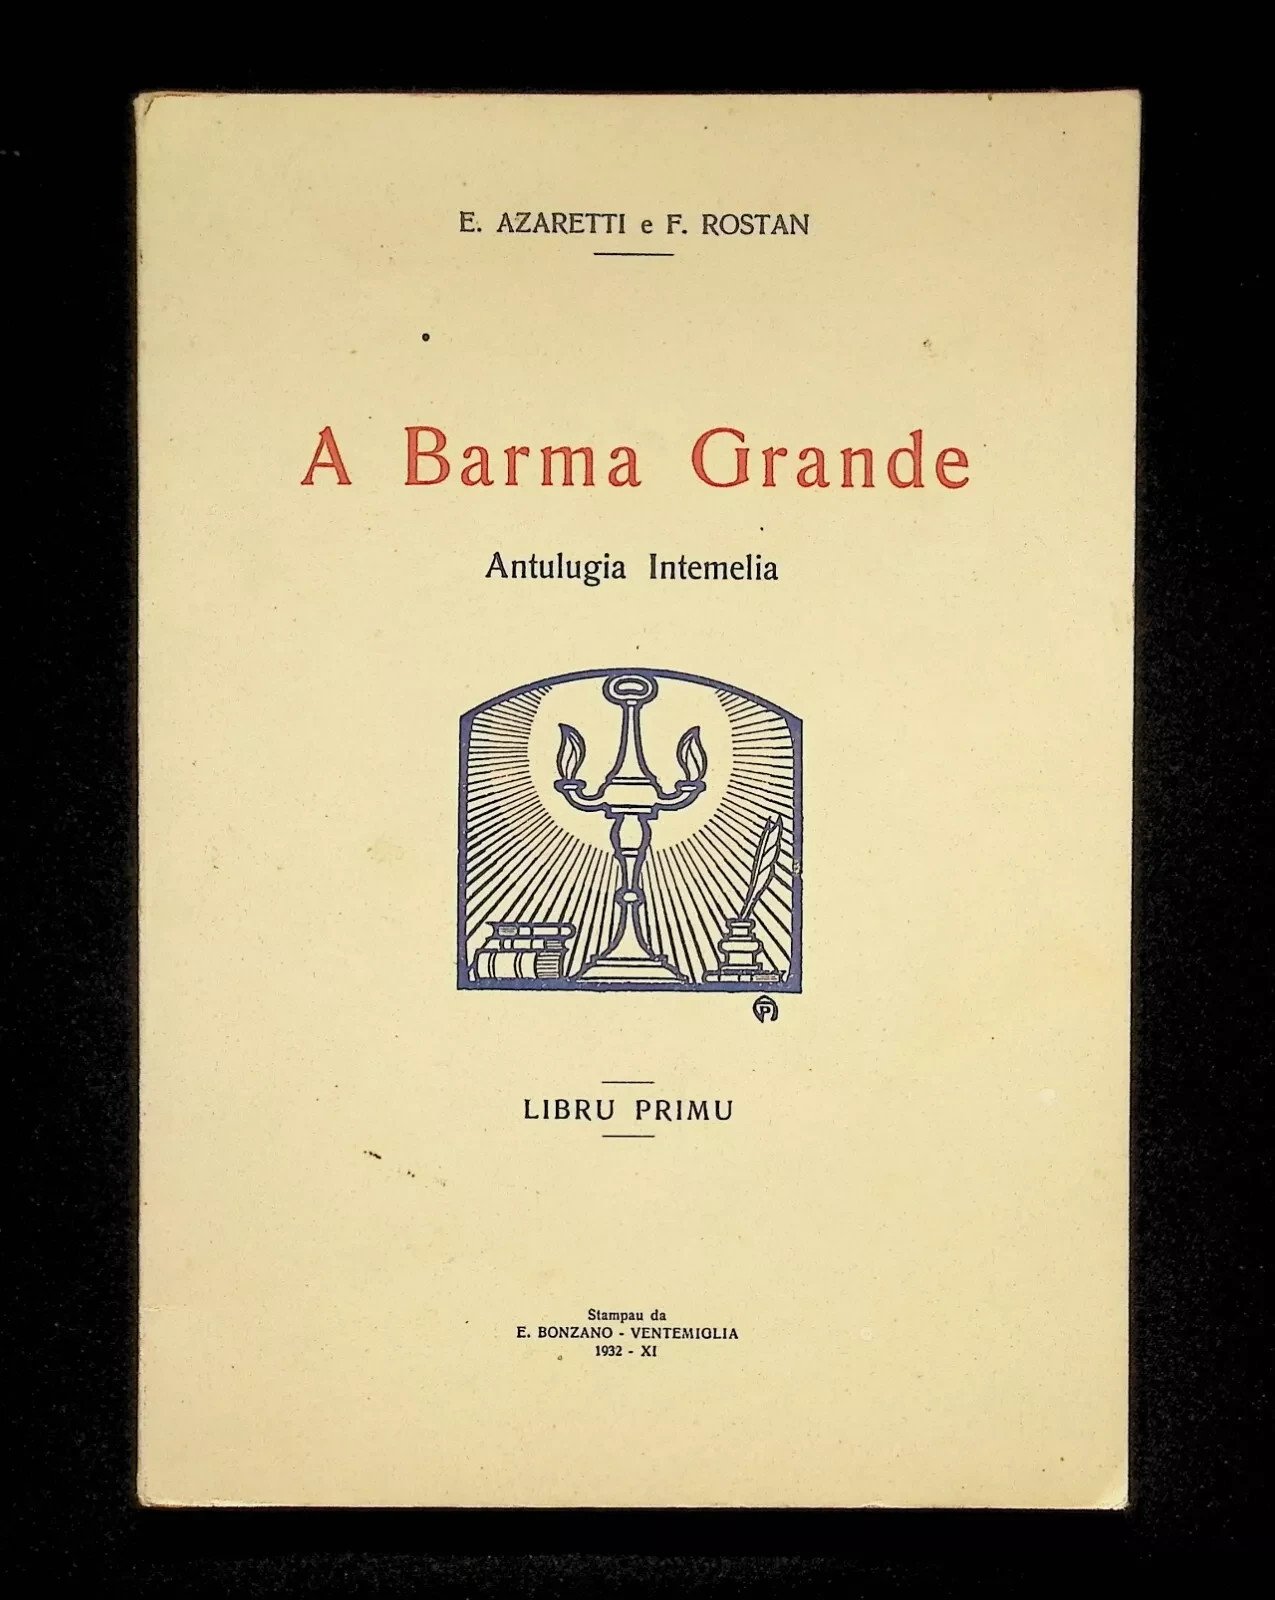 E. AZARETTI e F. ROSTAN
A Barma Grande
Antulugia Intemelia
LIBRU PRIMU
Stampau da
E. BONZANO - VENTEMIGLIA
1932 - XI